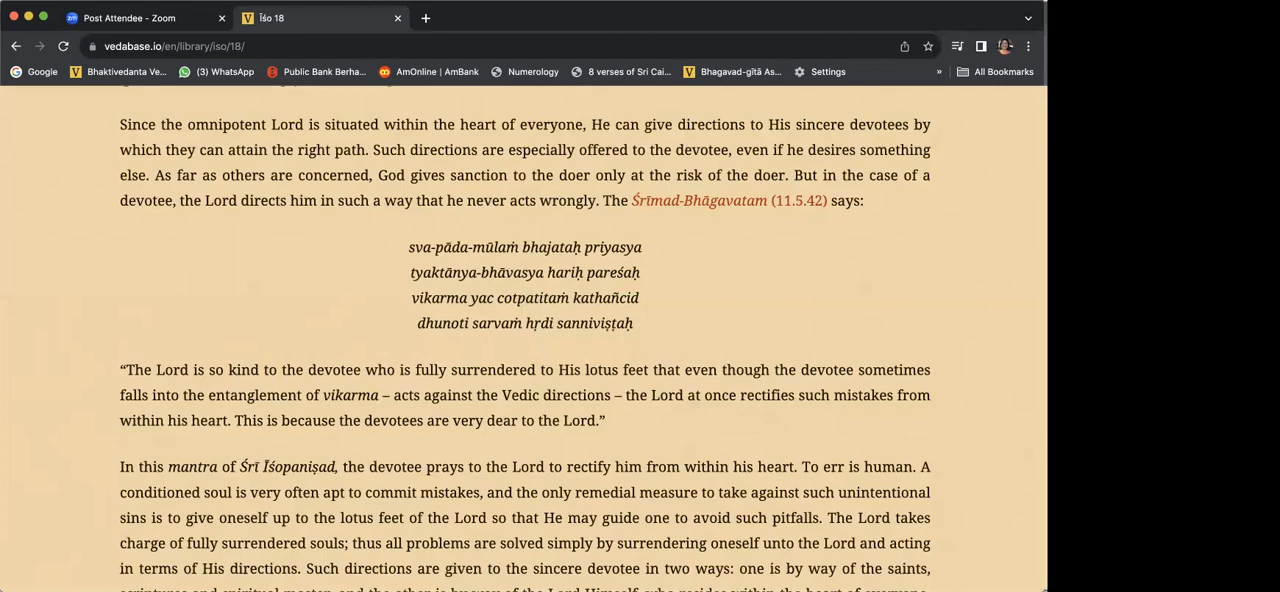 Post Attendee - Zoom
Īśo 18
vedabase.io/en/library/iso/18/
Google
Bhaktivedanta Ve...
(3) WhatsApp
Public Bank Berha...
AmOnline | AmBank
Numerology
8 verses of Sri Cai...
Bhagavad-gītā As...
Settings
»
All Bookmarks
Since the omnipotent Lord is situated within the heart of everyone, He can give directions to His sincere devotees by
which they can attain the right path. Such directions are especially offered to the devotee, even if he desires something
else. As far as others are concerned, God gives sanction to the doer only at the risk of the doer. But in the case of a
devotee, the Lord directs him in such a way that he never acts wrongly. The Śrīmad-Bhāgavatam (11.5.42) says:
sva-pāda-mūlaṁ bhajataḥ priyasya
tyaktānya-bhāvasya hariḥ pareśaḥ
vikarma yac cotpatitaṁ kathañcid
dhunoti sarvaṁ hṛdi sanniviṣṭaḥ
“The Lord is so kind to the devotee who is fully surrendered to His lotus feet that even though the devotee sometimes
falls into the entanglement of vikarma – acts against the Vedic directions – the Lord at once rectifies such mistakes from
within his heart. This is because the devotees are very dear to the Lord.”
In this mantra of Śrī Īśopaniṣad, the devotee prays to the Lord to rectify him from within his heart. To err is human. A
conditioned soul is very often apt to commit mistakes, and the only remedial measure to take against such unintentional
sins is to give oneself up to the lotus feet of the Lord so that He may guide one to avoid such pitfalls. The Lord takes
charge of fully surrendered souls; thus all problems are solved simply by surrendering oneself unto the Lord and acting
in terms of His directions. Such directions are given to the sincere devotee in two ways: one is by way of the saints,